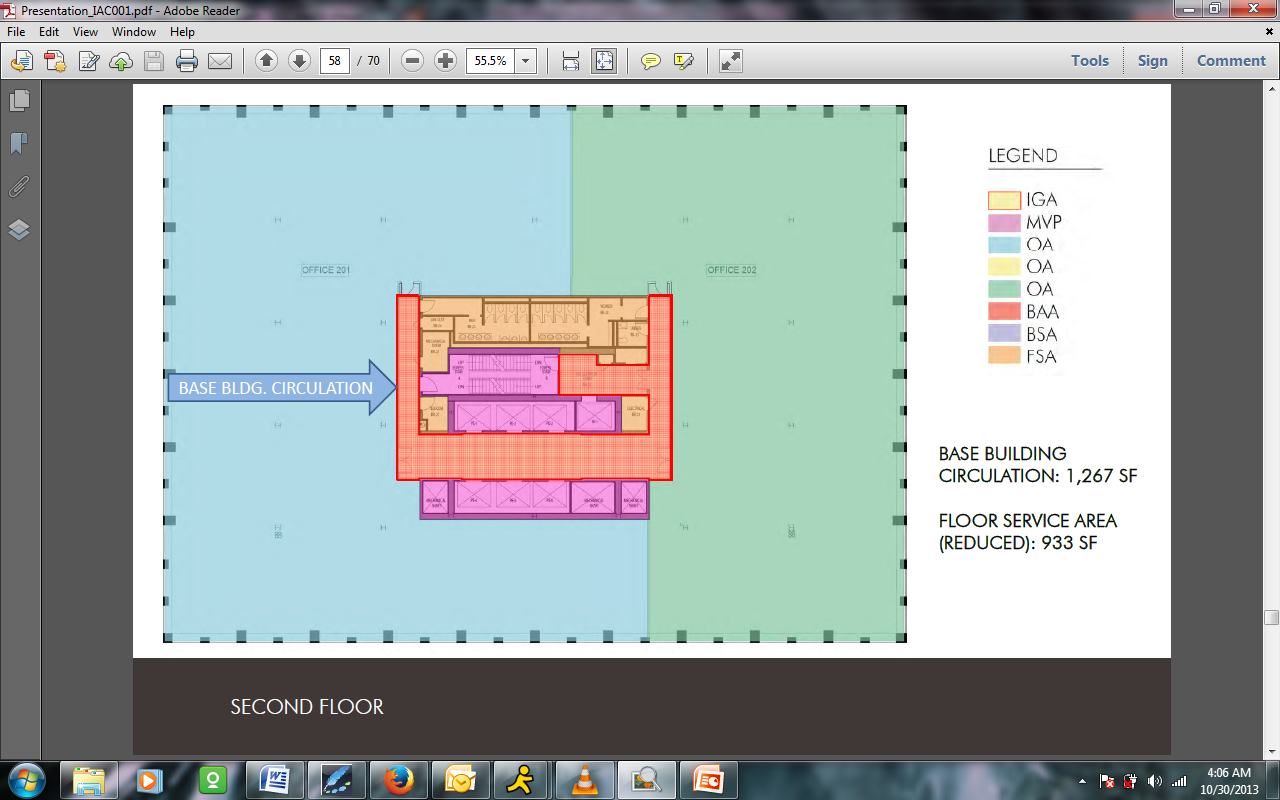 Presentation_IAC001.pdf - Adobe Reader
File Edit View Window Help
58 / 70
55.5%
Tools Sign Comment
LEGEND
IGA
MVP
OA
OA
OA
BAA
BSA
FSA
OFFICE 201
OFFICE 202
BASE BLDG. CIRCULATION
BASE BUILDING
CIRCULATION: 1,267 SF
FLOOR SERVICE AREA
(REDUCED): 933 SF
SECOND FLOOR
4:06 AM
10/30/2013